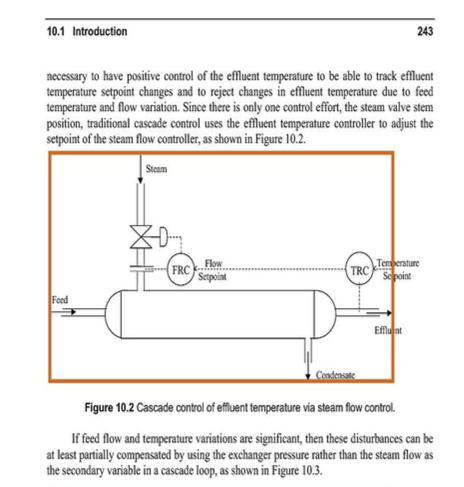 10.1 Introduction 243
necessary to have positive control of the effluent temperature to be able to track effluent
temperature setpoint changes and to reject changes in effluent temperature due to feed
temperature and flow variation. Since there is only one control effort, the steam valve stem
position, traditional cascade control uses the effluent temperature controller to adjust the
setpoint of the steam flow controller, as shown in Figure 10.2.
Steam
FRC
Flow
Setpoint
TRC
Temperature
Setpoint
Feed
Effluent
Condensate
Figure 10.2 Cascade control of effluent temperature via steam flow control.
If feed flow and temperature variations are significant, then these disturbances can be
at least partially compensated by using the exchanger pressure rather than the steam flow as
the secondary variable in a cascade loop, as shown in Figure 10.3.